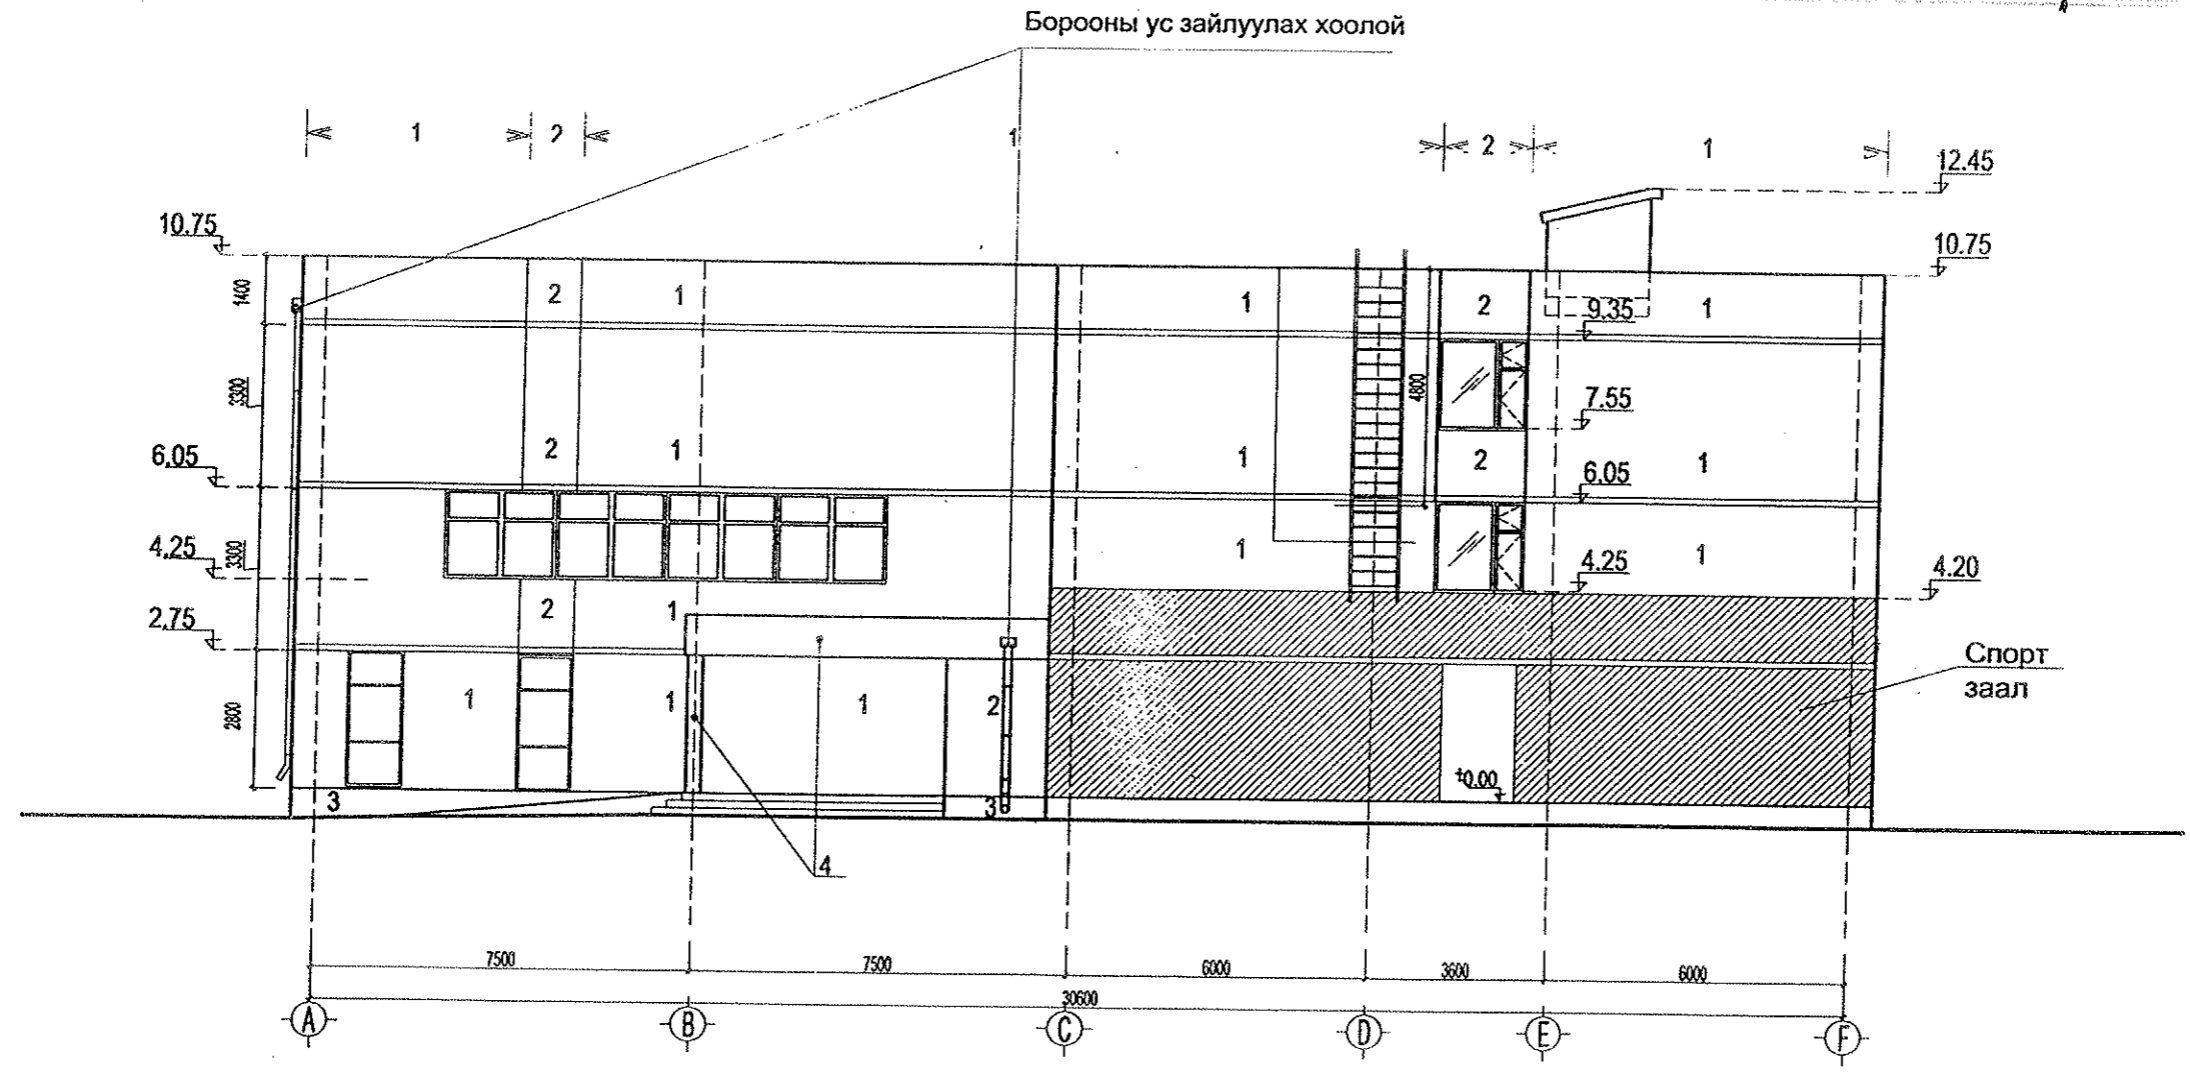 Борооны ус зайлуулах хоолой
1 2 1 2 1
12.45
10.75 10.75
1400 2 1 1 2 9.35 1
3300 4800 7.55
6.05 2 1 1 2 6.05 1
4.25 3300 1 4.25 1 4.20
2.75 2 1
Спорт
заал
2800 1 1 1 2
±0.00
3 3
4
7500 7500 6000 3600 6000
30600
A B C D E F